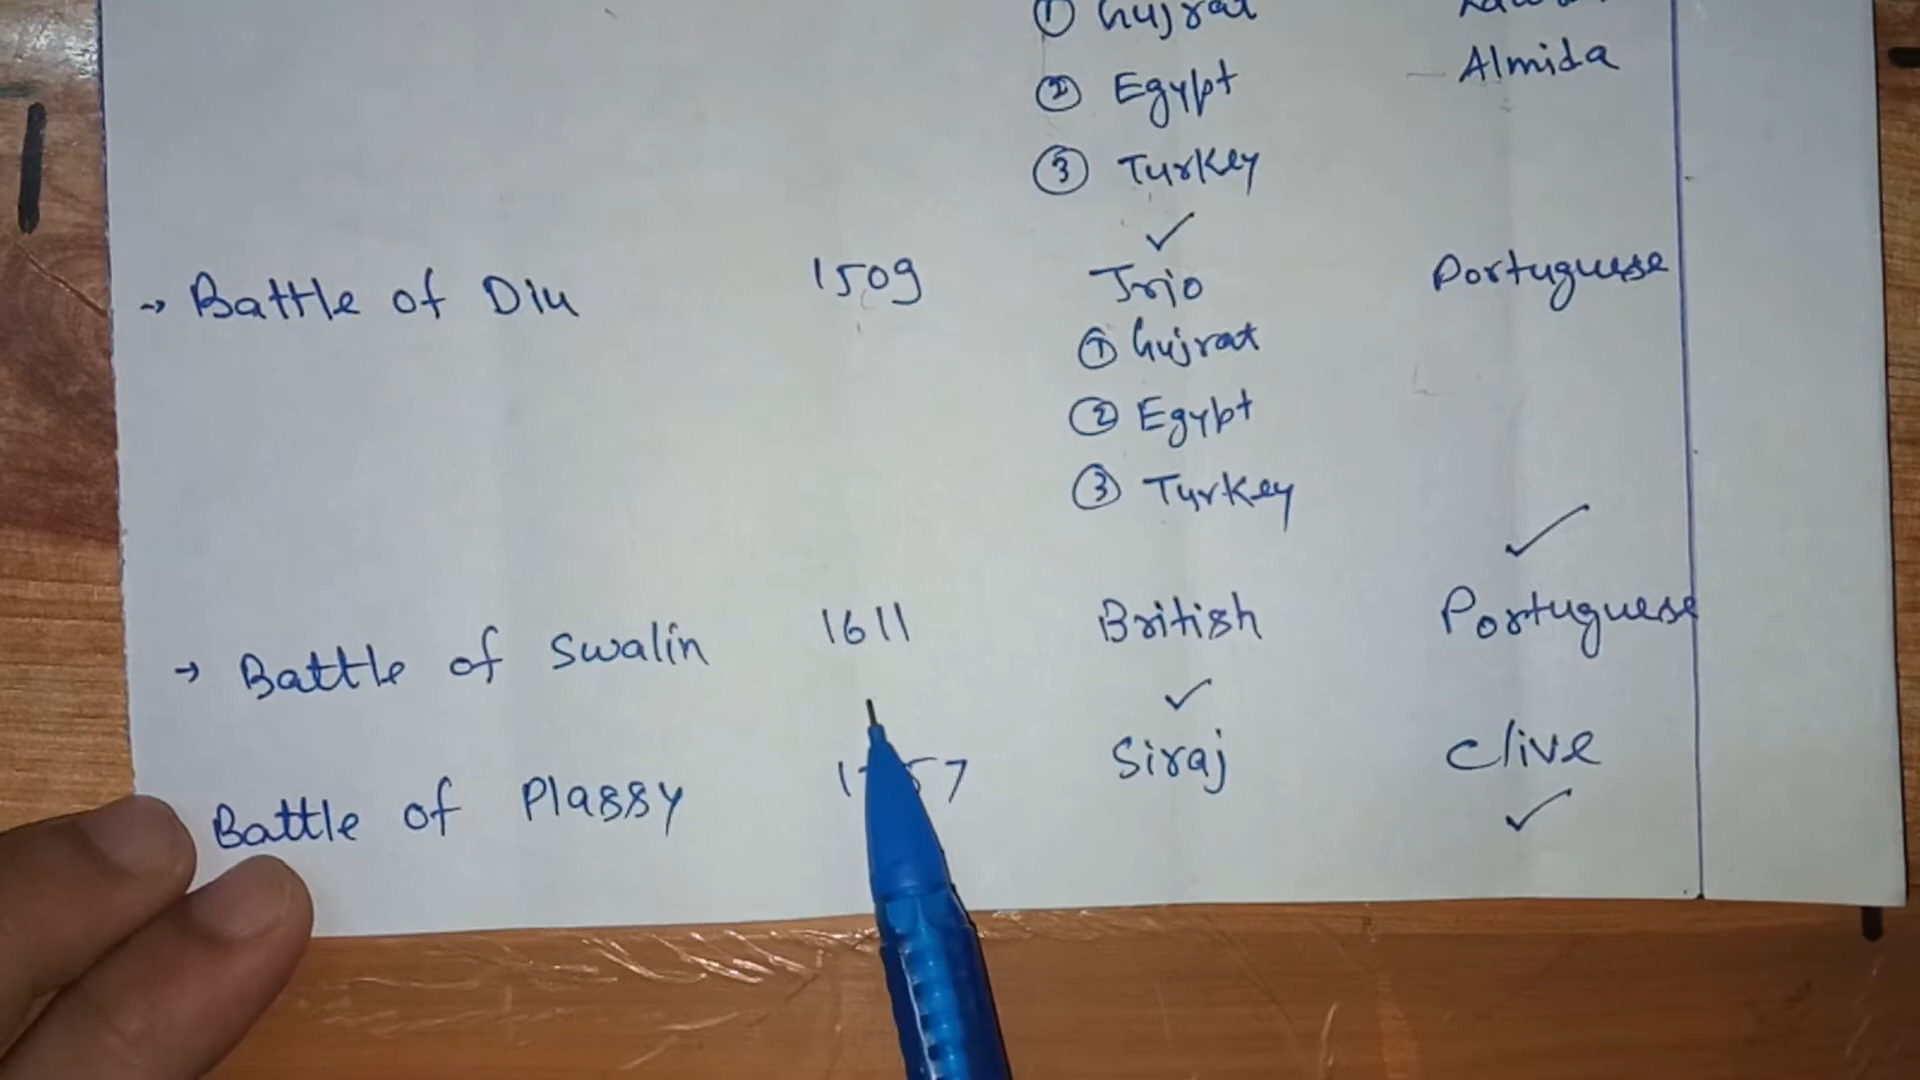 ① Gujrat
② Egypt Almida
③ Turkey
✓
→ Battle of Diu 1509 Trio Portuguese
① Gujrat
② Egypt
③ Turkey
✓
→ Battle of Swalin 1611 British Portuguese
✓
Battle of Plassy Siraj Clive
✓